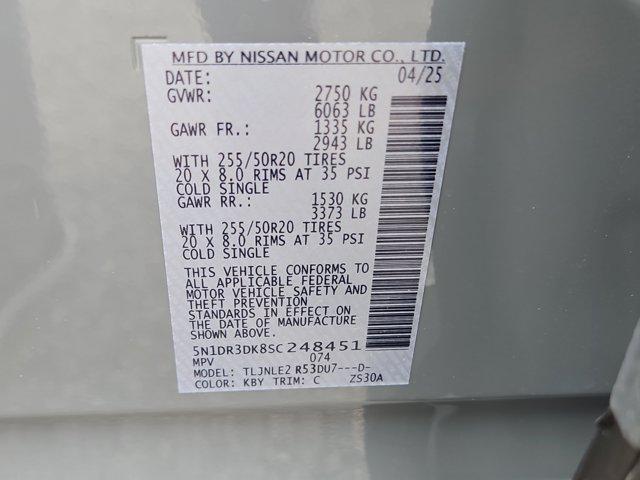 MFD BY NISSAN MOTOR CO., LTD.
DATE: 04/25
GVWR: 2750 KG
6063 LB
GAWR FR.: 1335 KG
2943 LB
WITH 255/50R20 TIRES
20 X 8.0 RIMS AT 35 PSI
COLD SINGLE
GAWR RR.: 1530 KG
3373 LB
WITH 255/50R20 TIRES
20 X 8.0 RIMS AT 35 PSI
COLD SINGLE
THIS VEHICLE CONFORMS TO
ALL APPLICABLE FEDERAL
MOTOR VEHICLE SAFETY AND
THEFT PREVENTION
STANDARDS IN EFFECT ON
THE DATE OF MANUFACTURE
SHOWN ABOVE.
5N1DR3DK8SC248451
MPV 074
MODEL: TLJNLE2 R53DU7---D-
COLOR: KBY TRIM: C ZS30A